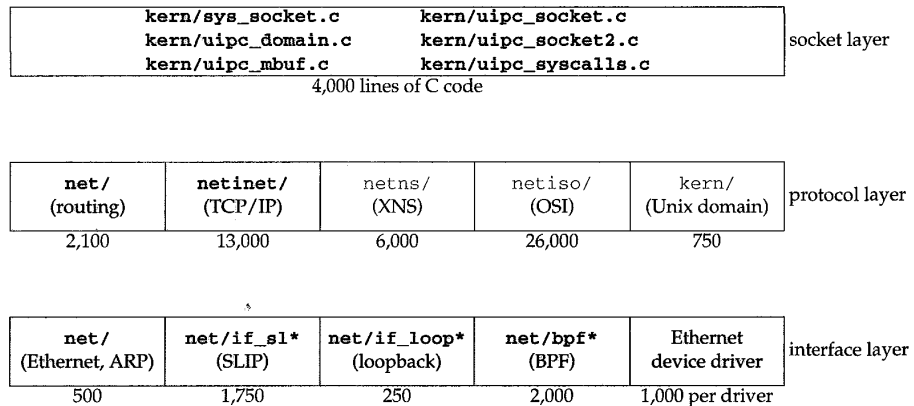 kern/sys_socket.c kern/uipc_socket.c
kern/uipc_domain.c kern/uipc_socket2.c
kern/uipc_mbuf.c kern/uipc_syscalls.c
socket layer
4,000 lines of C code
net/ netinet/ netns/ netiso/ kern/
(routing) (TCP/IP) (XNS) (OSI) (Unix domain)
protocol layer
2,100 13,000 6,000 26,000 750
net/ net/if_sl* net/if_loop* net/bpf* Ethernet
(Ethernet, ARP) (SLIP) (loopback) (BPF) device driver
interface layer
500 1,750 250 2,000 1,000 per driver